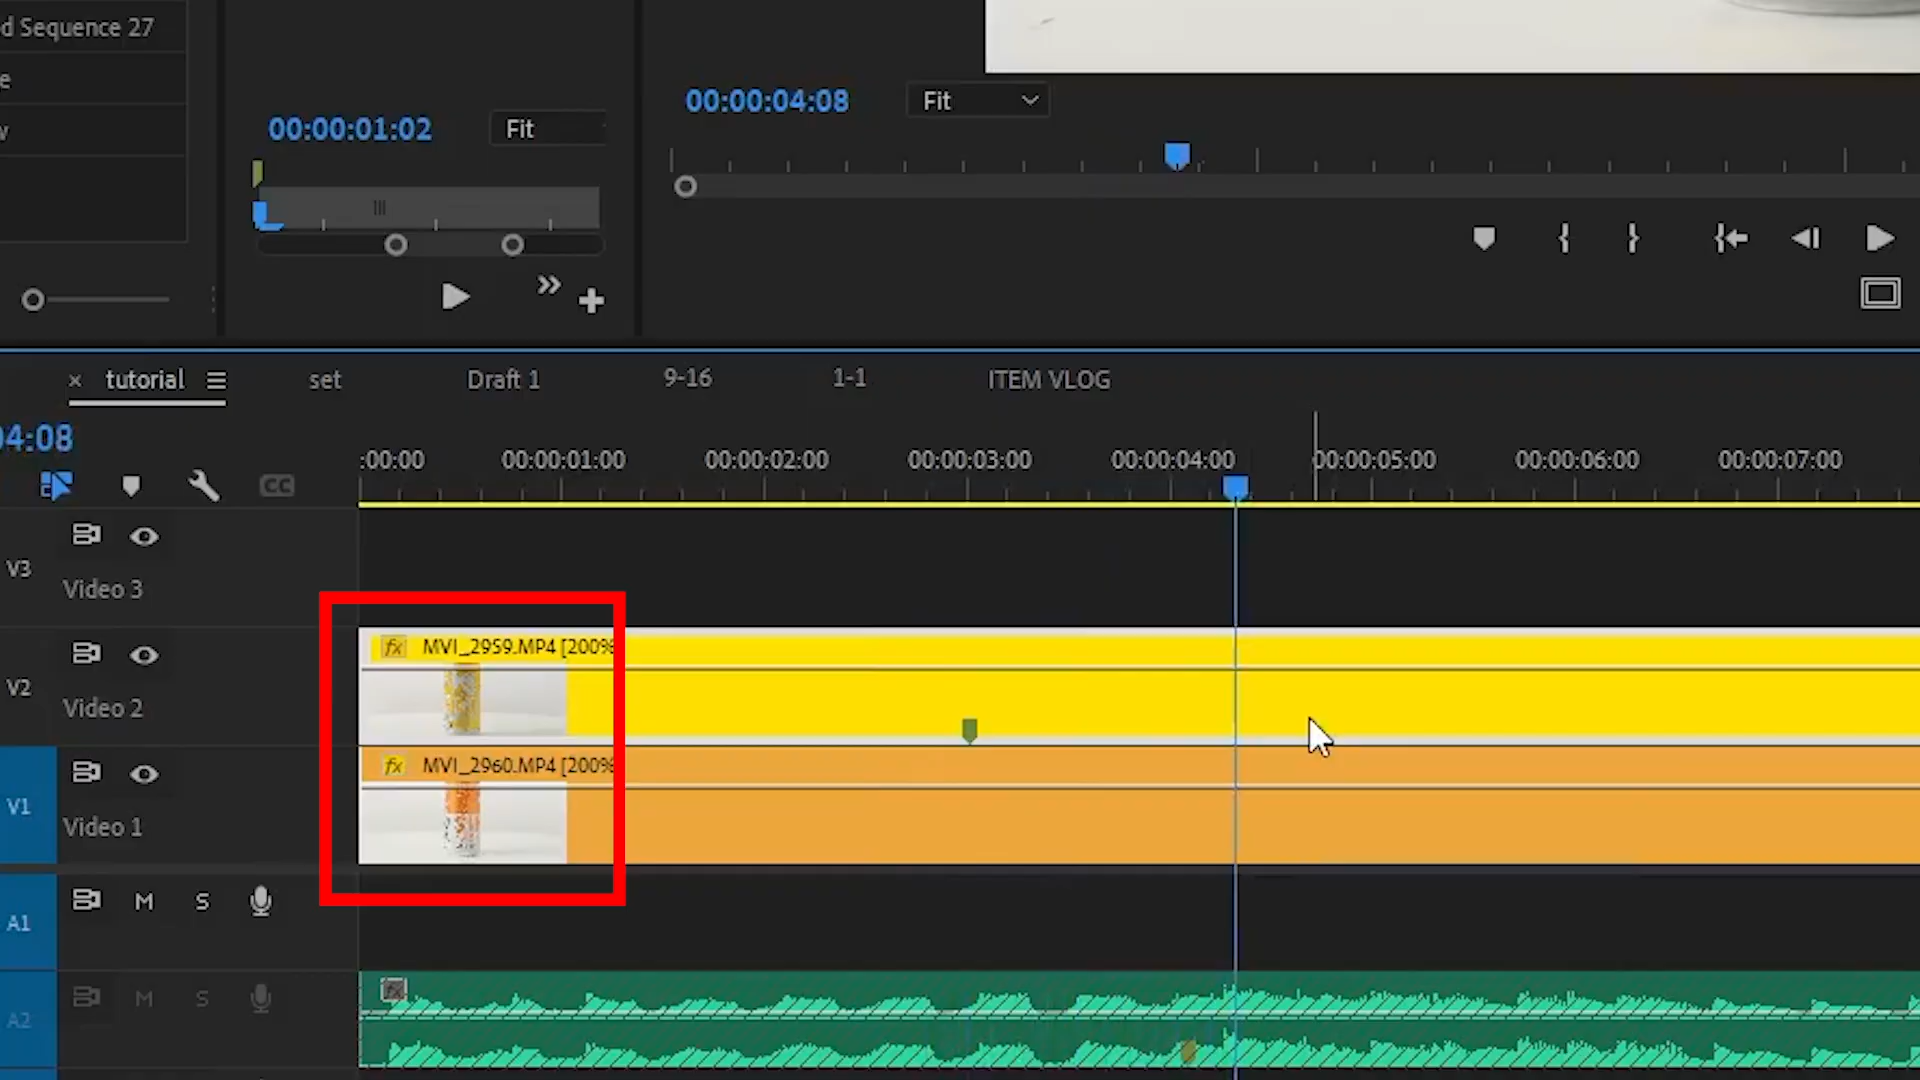 d Sequence 27
e
00:00:01:02
Fit
00:00:04:08
Fit
× tutorial
set
Draft 1
9-16
1-1
ITEM VLOG
04:08
:00:00
00:00:01:00
00:00:02:00
00:00:03:00
00:00:04:00
00:00:05:00
00:00:06:00
00:00:07:00
CC
V3
Video 3
V2
Video 2
fx MVI_2959.MP4 [200%
V1
Video 1
fx MVI_2960.MP4 [200%
A1
M S
A2
M S
fx